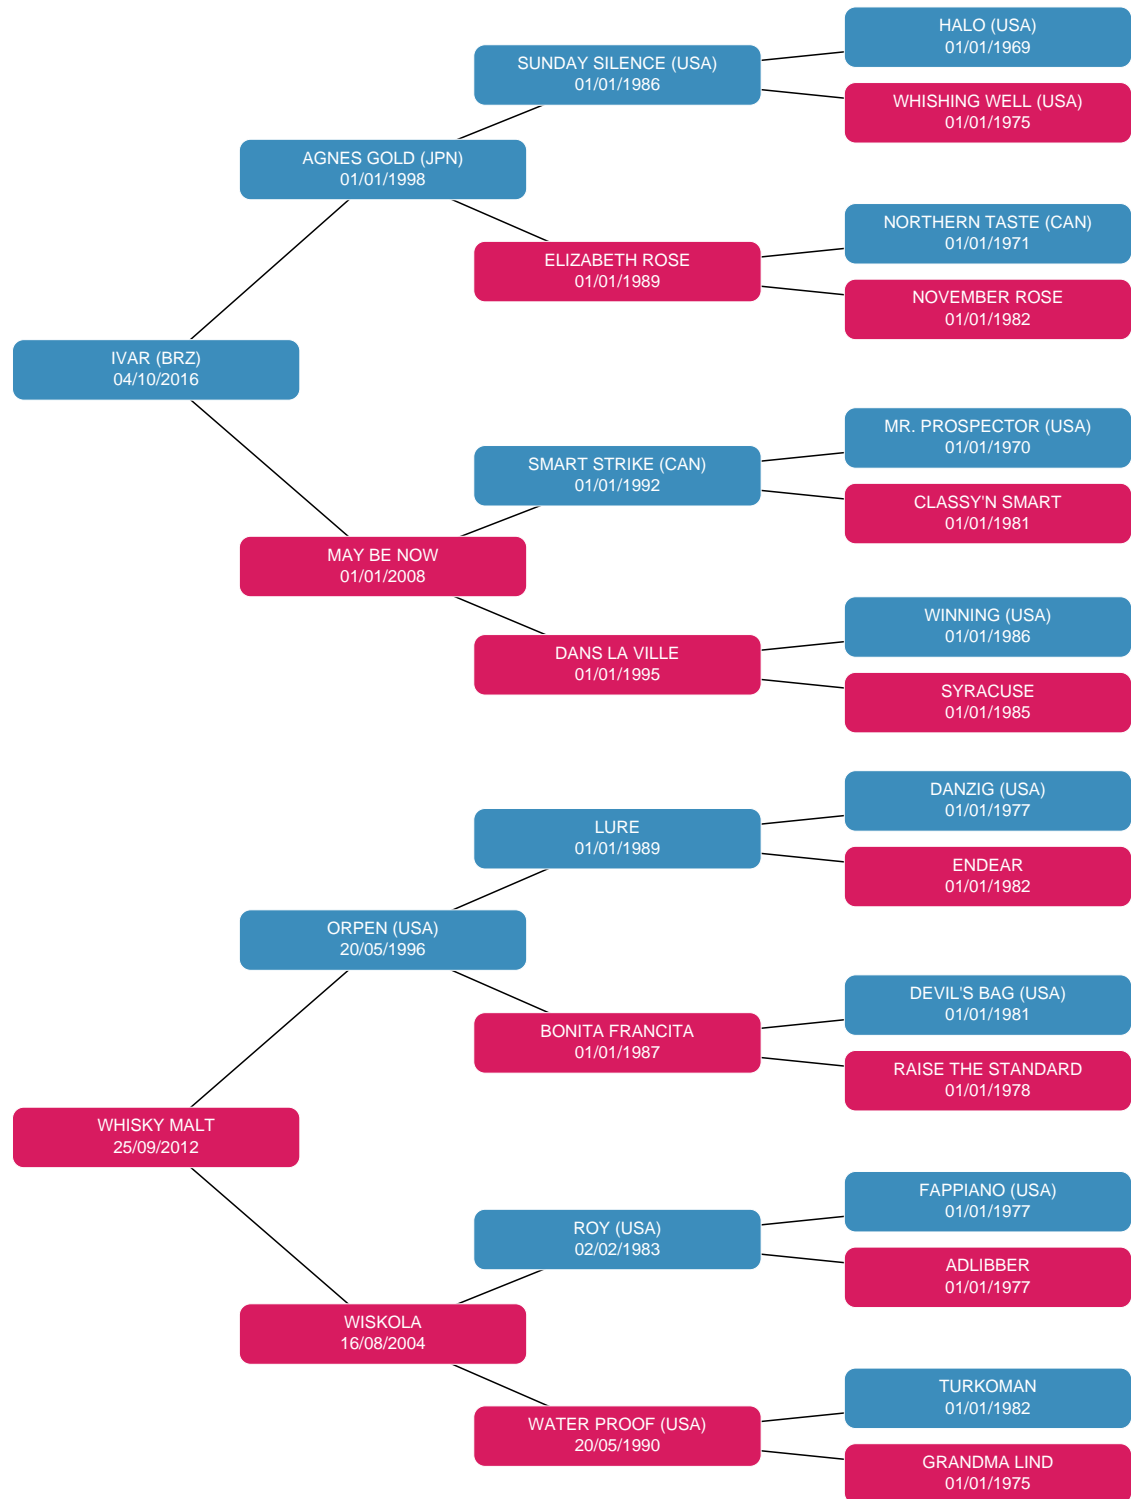 HALO (USA)
01/01/1969
SUNDAY SILENCE (USA)
01/01/1986
WHISHING WELL (USA)
01/01/1975
AGNES GOLD (JPN)
01/01/1998
NORTHERN TASTE (CAN)
01/01/1971
ELIZABETH ROSE
01/01/1989
NOVEMBER ROSE
01/01/1982
IVAR (BRZ)
04/10/2016
MR. PROSPECTOR (USA)
01/01/1970
SMART STRIKE (CAN)
01/01/1992
CLASSY'N SMART
01/01/1981
MAY BE NOW
01/01/2008
WINNING (USA)
01/01/1986
DANS LA VILLE
01/01/1995
SYRACUSE
01/01/1985
DANZIG (USA)
01/01/1977
LURE
01/01/1989
ENDEAR
01/01/1982
ORPEN (USA)
20/05/1996
DEVIL'S BAG (USA)
01/01/1981
BONITA FRANCITA
01/01/1987
RAISE THE STANDARD
01/01/1978
WHISKY MALT
25/09/2012
FAPPIANO (USA)
01/01/1977
ROY (USA)
02/02/1983
ADLIBBER
01/01/1977
WISKOLA
16/08/2004
TURKOMAN
01/01/1982
WATER PROOF (USA)
20/05/1990
GRANDMA LIND
01/01/1975